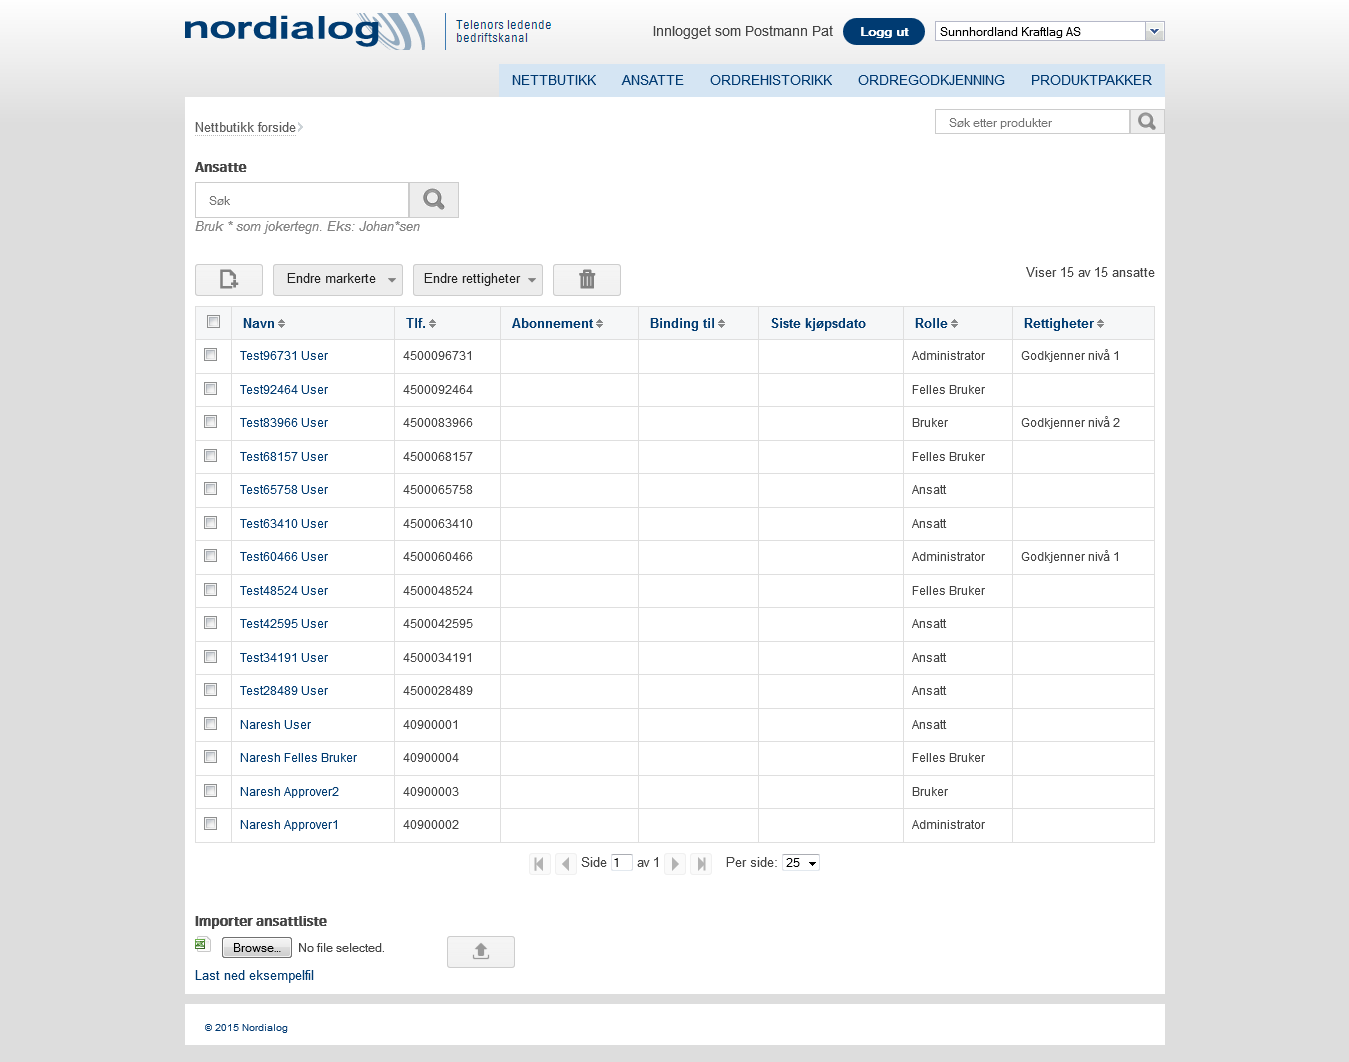 nordialog
Telenors ledende
bedriftskanal
Innlogget som Postmann Pat
Logg ut
Sunnhordland Kraftlag AS
NETTBUTIKK ANSATTE ORDREHISTORIKK ORDREGODKJENNING PRODUKTPAKKER
Nettbutikk forside
Søk etter produkter
Ansatte
Søk
Bruk * som jokertegn. Eks: Johan*sen
Endre markerte Endre rettigheter
Viser 15 av 15 ansatte
Navn Tlf. Abonnement Binding til Siste kjøpsdato Rolle Rettigheter
Test96731 User 4500096731 Administrator Godkjenner nivå 1
Test92464 User 4500092464 Felles Bruker
Test83966 User 4500083966 Bruker Godkjenner nivå 2
Test68157 User 4500068157 Felles Bruker
Test65758 User 4500065758 Ansatt
Test63410 User 4500063410 Ansatt
Test60466 User 4500060466 Administrator Godkjenner nivå 1
Test48524 User 4500048524 Felles Bruker
Test42595 User 4500042595 Ansatt
Test34191 User 4500034191 Ansatt
Test28489 User 4500028489 Ansatt
Naresh User 40900001 Ansatt
Naresh Felles Bruker 40900004 Felles Bruker
Naresh Approver2 40900003 Bruker
Naresh Approver1 40900002 Administrator
Side 1 av 1 Per side: 25
Importer ansattliste
Browse... No file selected.
Last ned eksempelfil
© 2015 Nordialog